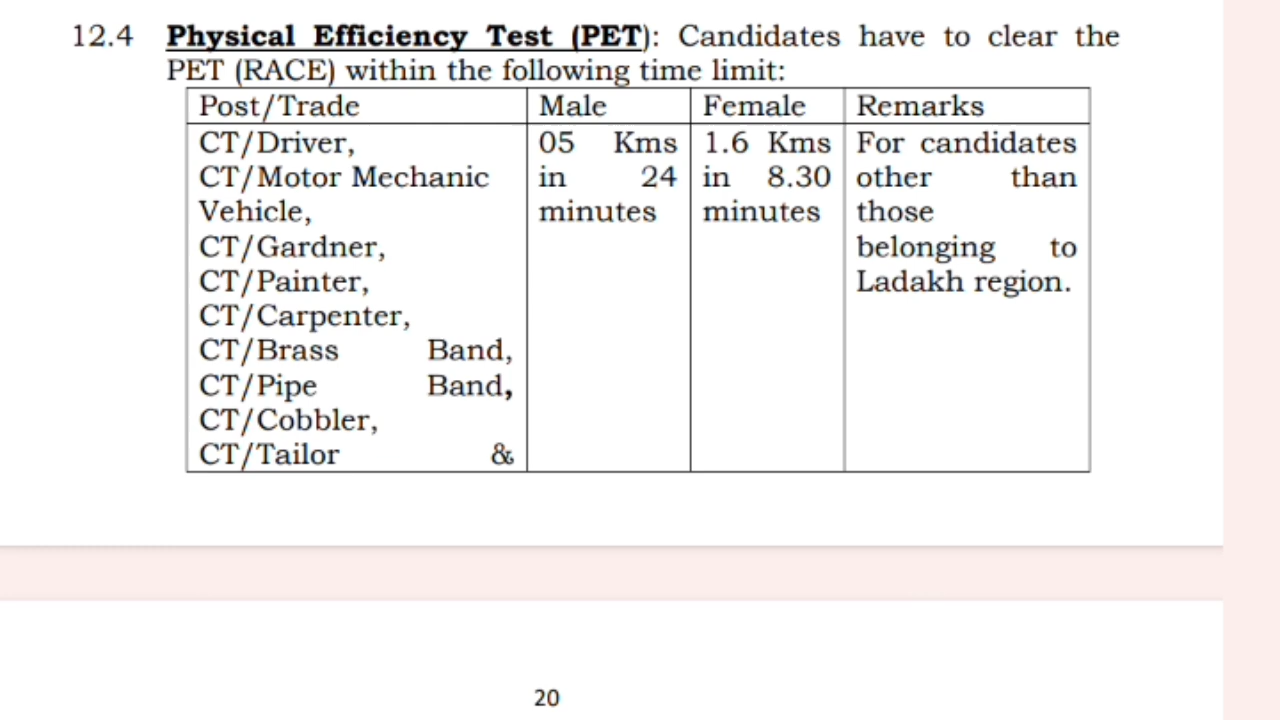 12.4 Physical Efficiency Test (PET): Candidates have to clear the
PET (RACE) within the following time limit:
Post/Trade Male Female Remarks
CT/Driver, 05 Kms 1.6 Kms For candidates
CT/Motor Mechanic in 24 in 8.30 other than
Vehicle, minutes minutes those
CT/Gardner, belonging to
CT/Painter, Ladakh region.
CT/Carpenter,
CT/Brass Band,
CT/Pipe Band,
CT/Cobbler,
CT/Tailor &
20